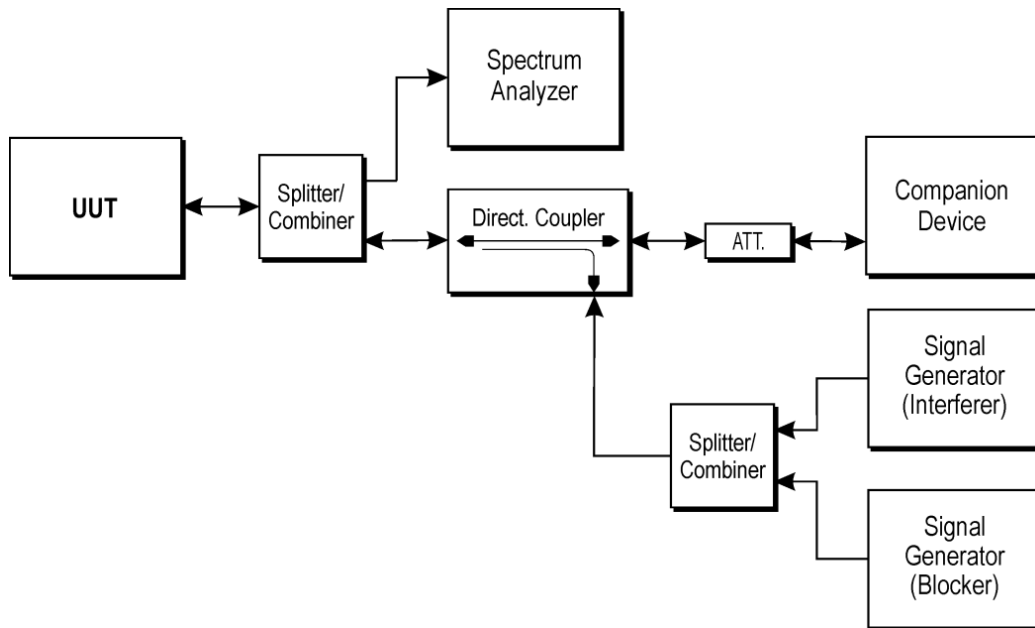 Spectrum
Analyzer
UUT
Splitter/
Combiner
Direct. Coupler
ATT.
Companion
Device
Signal
Generator
(Interferer)
Splitter/
Combiner
Signal
Generator
(Blocker)